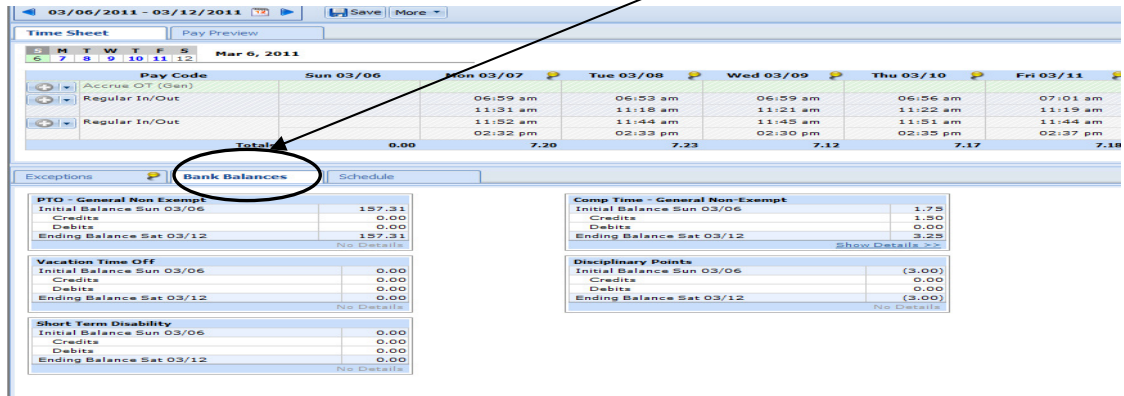 03/06/2011 - 03/12/2011 Save More
Time Sheet Pay Preview
S M T W T F S
6 7 8 9 10 11 12 Mar 6, 2011
Pay Code Sun 03/06 Mon 03/07 Tue 03/08 Wed 03/09 Thu 03/10 Fri 03/11
Accrue OT (Gen)
Regular In/Out 06:59 am 06:53 am 06:59 am 06:56 am 07:01 am
11:31 am 11:18 am 11:21 am 11:22 am 11:19 am
Regular In/Out 11:52 am 11:44 am 11:45 am 11:51 am 11:44 am
02:32 pm 02:33 pm 02:30 pm 02:35 pm 02:37 pm
Totals 0.00 7.20 7.23 7.12 7.17 7.18
Exceptions Bank Balances Schedule
PTO - General Non Exempt
Initial Balance Sun 03/06 157.31
Credits 0.00
Debits 0.00
Ending Balance Sat 03/12 157.31
No Details
Comp Time - General Non-Exempt
Initial Balance Sun 03/06 1.75
Credits 1.50
Debits 0.00
Ending Balance Sat 03/12 3.25
Show Details >>
Vacation Time Off
Initial Balance Sun 03/06 0.00
Credits 0.00
Debits 0.00
Ending Balance Sat 03/12 0.00
No Details
Disciplinary Points
Initial Balance Sun 03/06 (3.00)
Credits 0.00
Debits 0.00
Ending Balance Sat 03/12 (3.00)
No Details
Short Term Disability
Initial Balance Sun 03/06 0.00
Credits 0.00
Debits 0.00
Ending Balance Sat 03/12 0.00
No Details